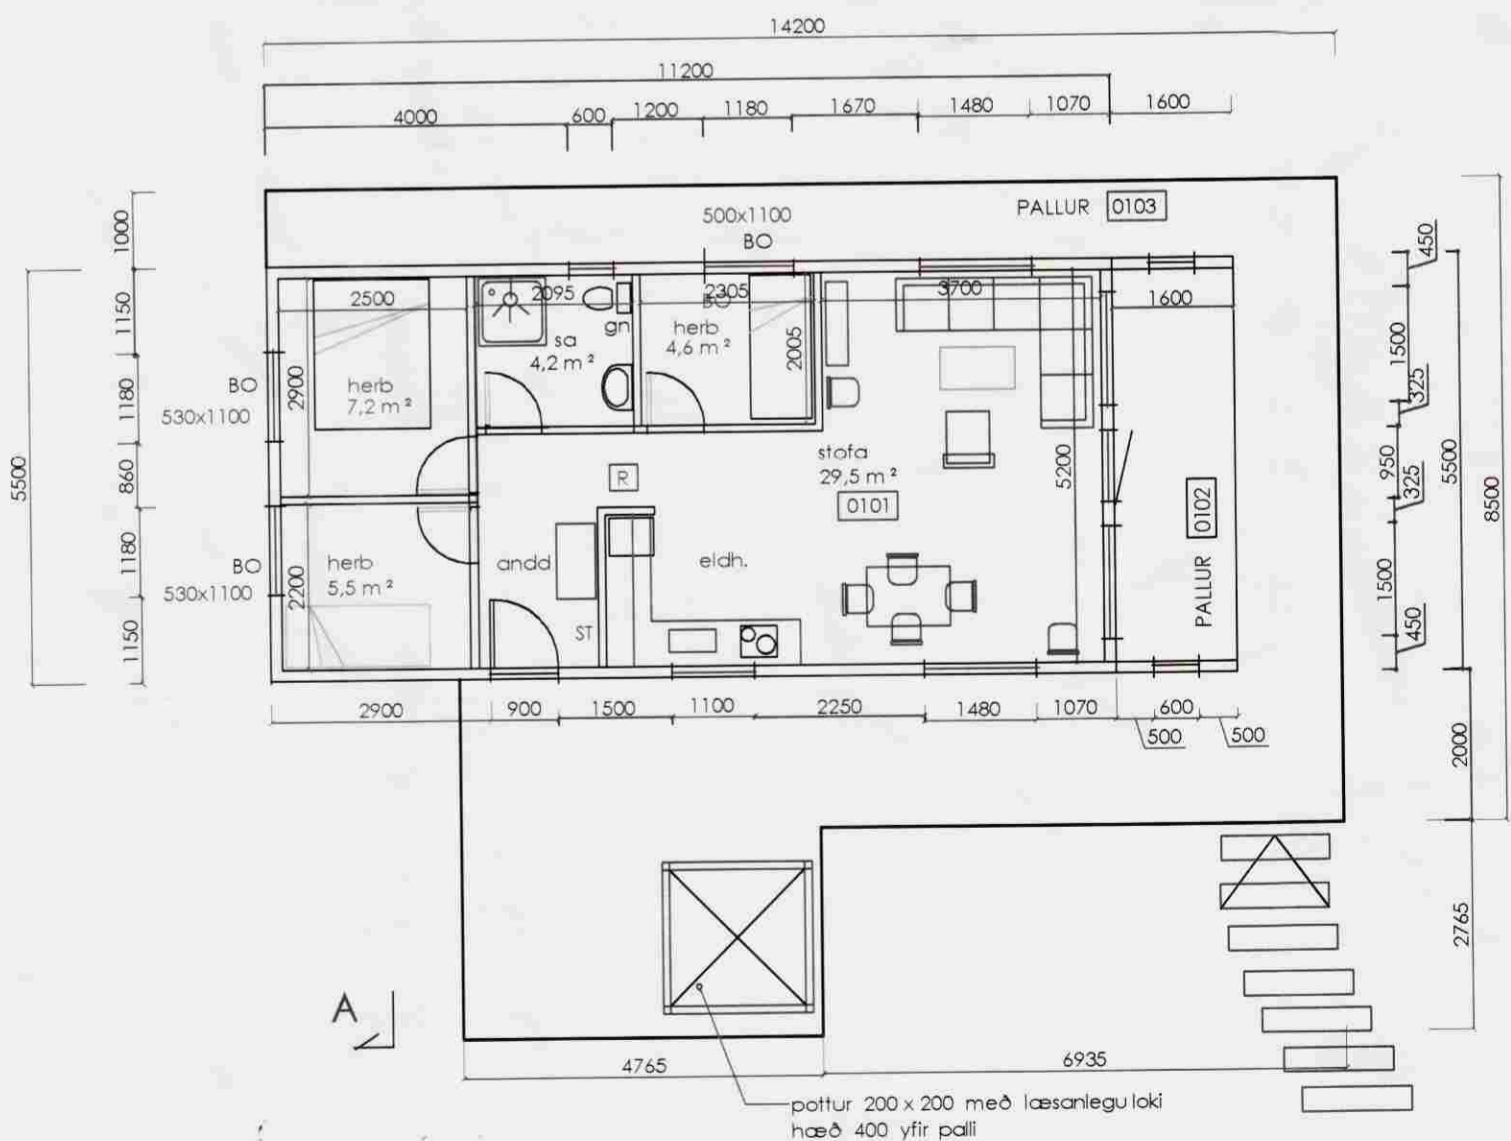 14200
11200
4000 600 1200 1180 1670 1480 1070 1600
PALLUR 0103
500x1100
BO
1000
1150
1180
860
1180
1150
5500
BO
530x1100
BO
530x1100
2500
2900
herb
7,2 m²
2095
gn
sa
4,2 m²
2305
BO
herb
4,6 m²
2005
3700
1600
stofa
29,5 m²
0101
5200
R
andd
ST
eldh.
herb
5,5 m²
2200
0102
PALLUR
450
1500
325
950
325
1500
450
5500
8500
2000
2765
2900 900 1500 1100 2250 1480 1070 600
500 500
A
4765 6935
pottur 200 x 200 með læsanlegu loki
hæð 400 yfir palli